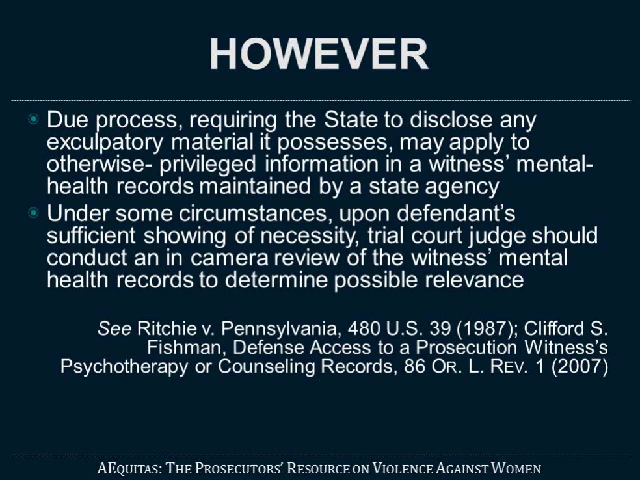 HOWEVER
Due process, requiring the State to disclose any
exculpatory material it possesses, may apply to
otherwise- privileged information in a witness’ mental-
health records maintained by a state agency
Under some circumstances, upon defendant’s
sufficient showing of necessity, trial court judge should
conduct an in camera review of the witness’ mental
health records to determine possible relevance
See Ritchie v. Pennsylvania, 480 U.S. 39 (1987); Clifford S.
Fishman, Defense Access to a Prosecution Witness’s
Psychotherapy or Counseling Records, 86 OR. L. REV. 1 (2007)
AEQUITAS: THE PROSECUTORS’ RESOURCE ON VIOLENCE AGAINST WOMEN